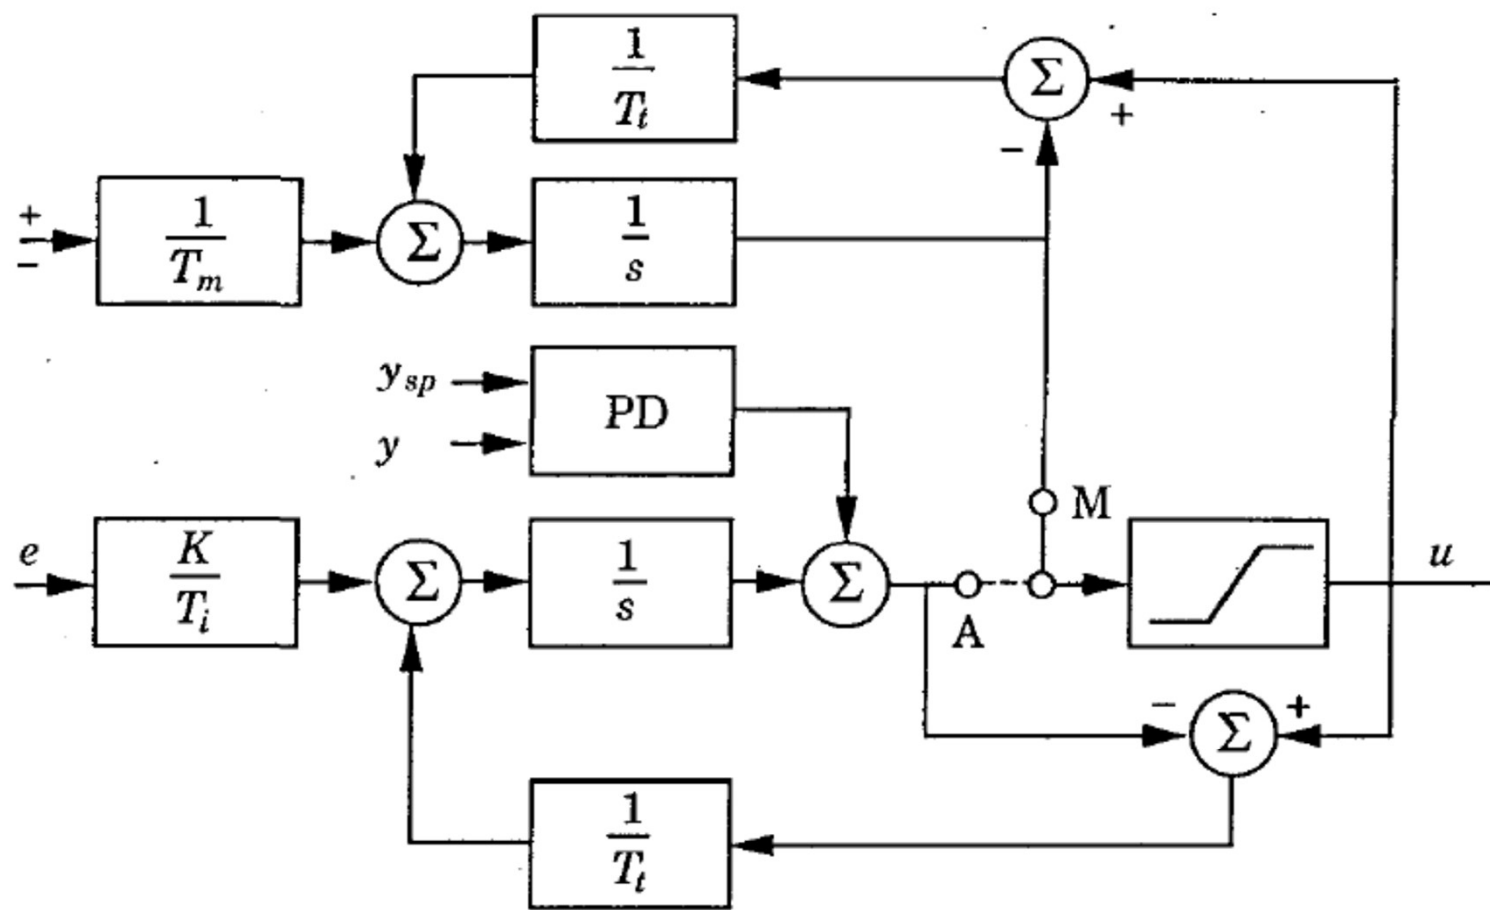 1
T_t
Σ
+
−
+
−
1
T_m
Σ
1
s
y_sp
y
PD
M
e
K
T_i
Σ
1
s
Σ
A
u
−
Σ
+
1
T_t